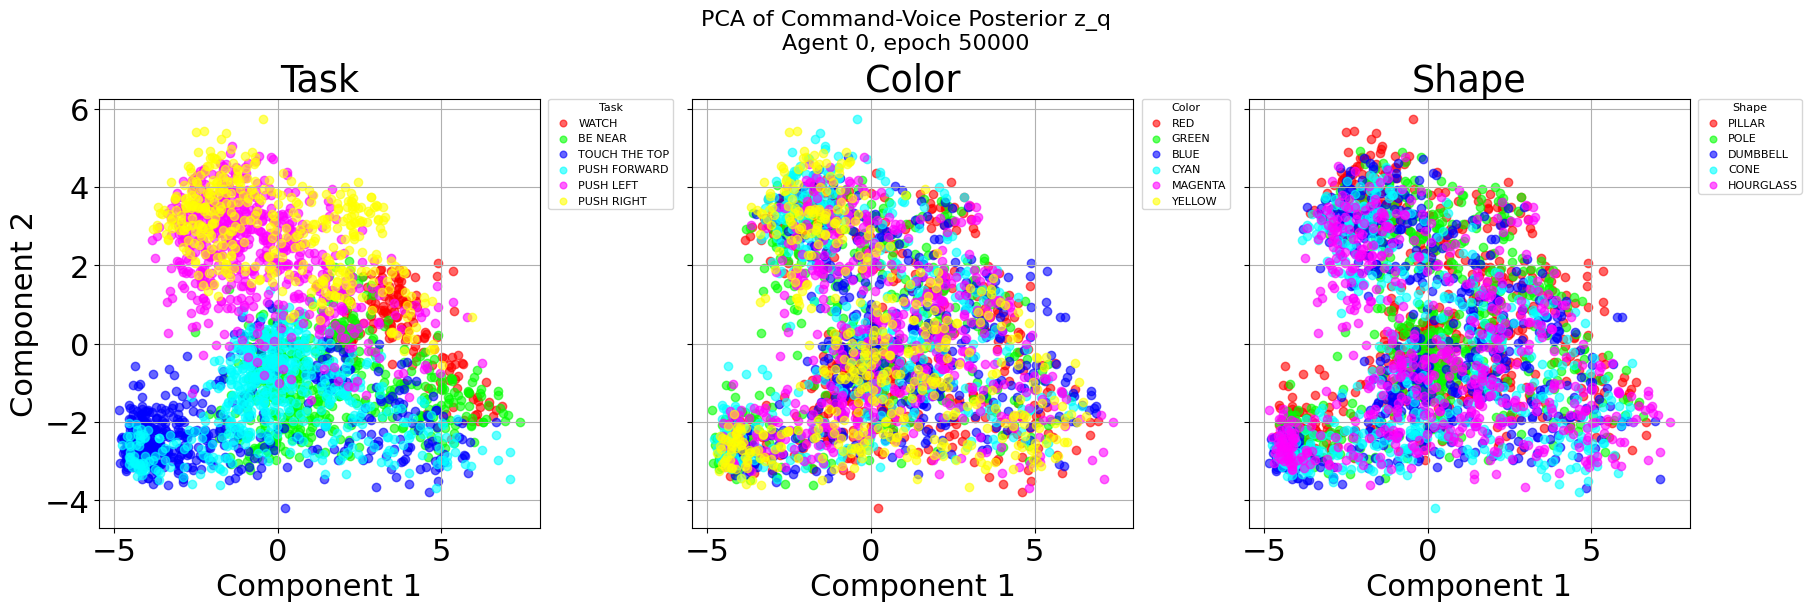 PCA of Command-Voice Posterior z_q
Agent 0, epoch 50000
Task
6
4
2
0
−2
−4
Component 2
−5 0 5
Component 1
Task
WATCH
BE NEAR
TOUCH THE TOP
PUSH FORWARD
PUSH LEFT
PUSH RIGHT
Color
−5 0 5
Component 1
Color
RED
GREEN
BLUE
CYAN
MAGENTA
YELLOW
Shape
−5 0 5
Component 1
Shape
PILLAR
POLE
DUMBBELL
CONE
HOURGLASS